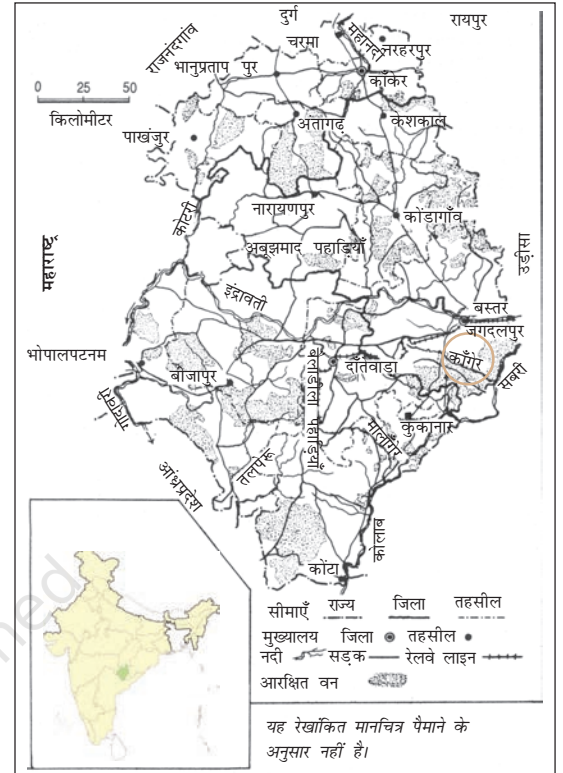 दुर्ग
रायपुर
राजनंदगांव
चरमा
महानदी
नरहरपुर
भानुप्रताप पुर
काँकेर
0 25 50
किलोमीटर
अंतागढ़
केशकाल
पाखंजुर
कोटरी
नारायणपुर
कोंडागाँव
महाराष्ट्र
अबूझमाद पहाड़ियाँ
उड़ीसा
इंद्रावती
बस्तर
जगदलपुर
भोपालपटनम
बैलाडीला पहाड़ियाँ
दाँतेवाड़ा
काँगेर
सबरी
बीजापुर
गोदावरी
कुकानार
मालांगेर
तलपेरू
आंध्रप्रदेश
कोलाब
कोंटा
सीमाएँ राज्य जिला तहसील
मुख्यालय जिला तहसील
नदी सड़क रेलवे लाइन
आरक्षित वन
यह रेखांकित मानचित्र पैमाने के
अनुसार नहीं है।